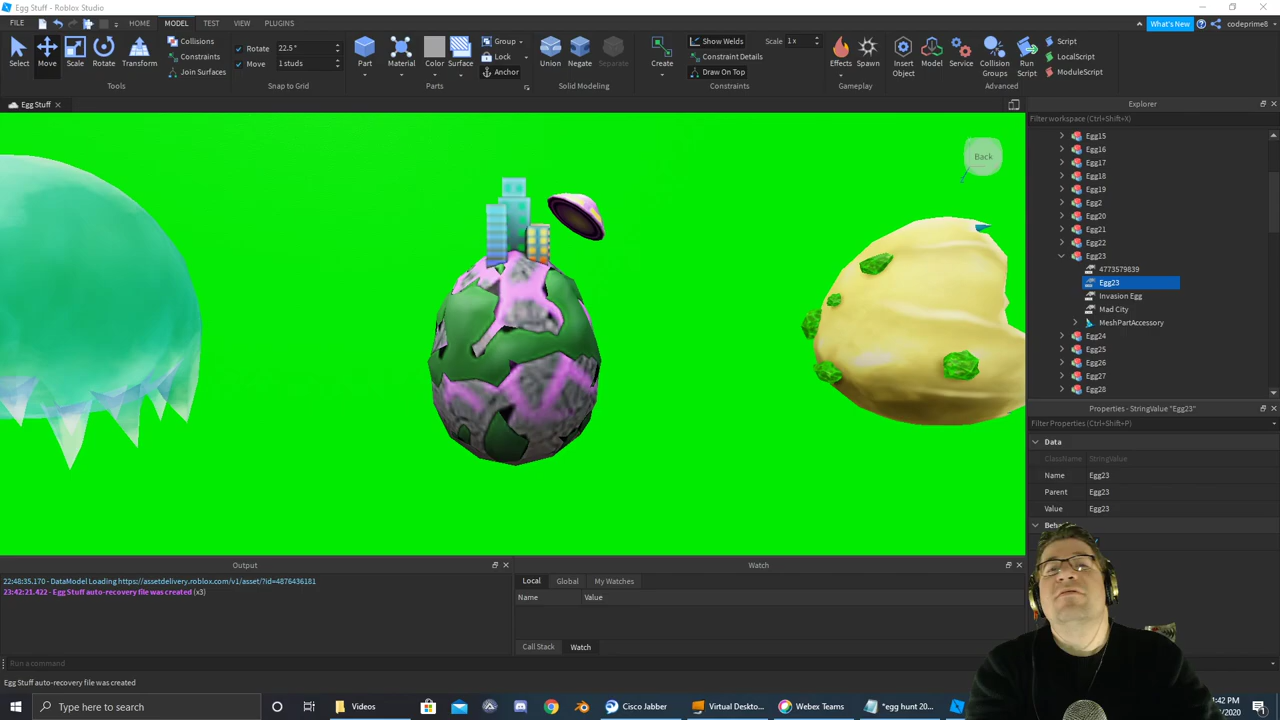 Egg Stuff - Roblox Studio
FILE HOME MODEL TEST VIEW PLUGINS What's New codeprime8
Select Move Scale Rotate Transform
Collisions
Constraints
Join Surfaces
Tools
Rotate 22.5°
Move 1 studs
Snap to Grid
Part Material Color Surface
Group
Lock
Anchor
Parts
Union Negate Separate
Solid Modeling
Create
Show Welds Scale 1 x
Constraint Details
Draw On Top
Constraints
Effects Spawn
Gameplay
Insert Object Model Service Collision Groups Run Script
Script
LocalScript
ModuleScript
Advanced
Egg Stuff
Back
Explorer
Filter workspace (Ctrl+Shift+X)
Egg15
Egg16
Egg17
Egg18
Egg19
Egg2
Egg20
Egg21
Egg22
Egg23
4773579839
Egg23
Invasion Egg
Mad City
MeshPartAccessory
Egg24
Egg25
Egg26
Egg27
Egg28
Properties - StringValue "Egg23"
Filter Properties (Ctrl+Shift+P)
Data
ClassName StringValue
Name Egg23
Parent Egg23
Value Egg23
Output
22:48:35.170 - DataModel Loading https://assetdelivery.roblox.com/v1/asset/?id=4876436181
23:42:21.422 - Egg Stuff auto-recovery file was created (x3)
Watch
Local Global My Watches
Name Value
Call Stack Watch
Run a command
Egg Stuff auto-recovery file was created
Type here to search
Videos
Cisco Jabber
Virtual Deskto...
Webex Teams
*egg hunt 20...